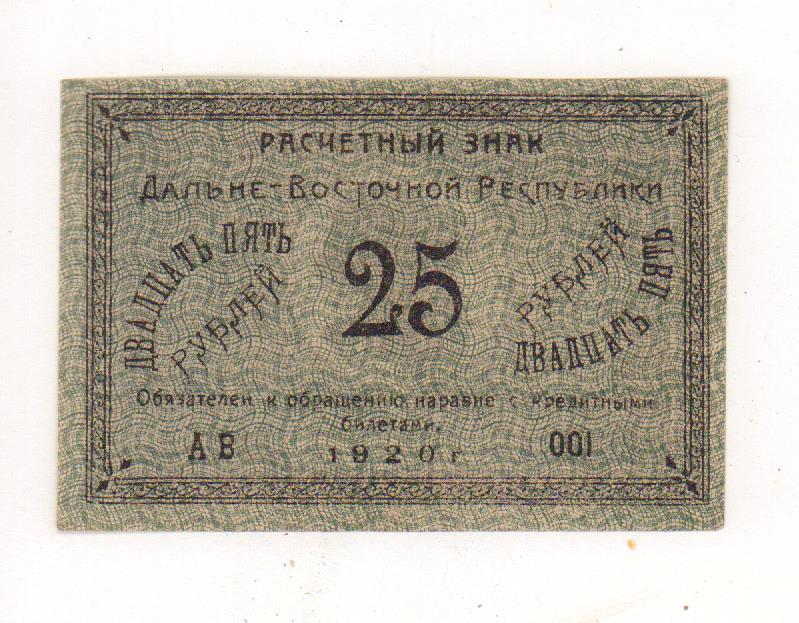 РАСЧЕТНЫЙ ЗНАК
ДАЛЬНЕ-ВОСТОЧНОЙ РЕСПУБЛИКИ
ДВАДЦАТЬ ПЯТЬ
РУБЛЕЙ
25
РУБЛЕЙ
ДВАДЦАТЬ ПЯТЬ
Обязателен к обращению наравне с кредитными
билетами.
АВ
1920 г
001